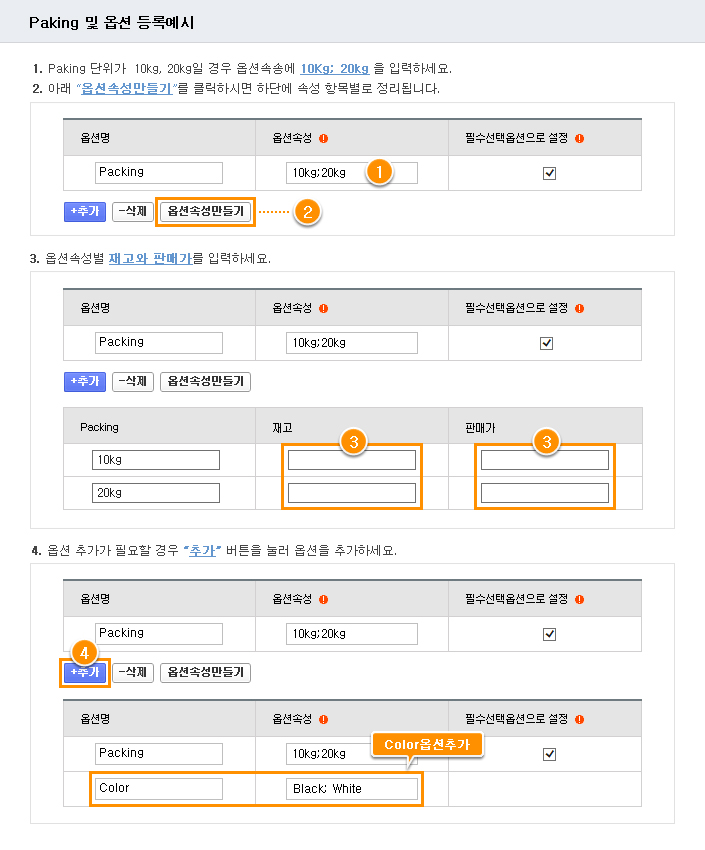 Paking 및 옵션 등록예시
1. Paking 단위가 10kg, 20kg일 경우 옵션속송에 10Kg; 20kg 을 입력하세요.
2. 아래 “옵션속성만들기”를 클릭하시면 하단에 속성 항목별로 정리됩니다.
옵션명 옵션속성 ! 필수선택옵션으로 설정 !
Packing 10kg;20kg 1
+추가 -삭제 옵션속성만들기 2
3. 옵션속성별 재고와 판매가를 입력하세요.
옵션명 옵션속성 ! 필수선택옵션으로 설정 !
Packing 10kg;20kg
+추가 -삭제 옵션속성만들기
Packing 재고 판매가
3 3
10kg
20kg
4. 옵션 추가가 필요할 경우 “추가” 버튼을 눌러 옵션을 추가하세요.
옵션명 옵션속성 ! 필수선택옵션으로 설정 !
Packing 10kg;20kg
4
+추가 -삭제 옵션속성만들기
옵션명 옵션속성 ! 필수선택옵션으로 설정 !
Packing 10kg;20kg
Color옵션추가
Color Black; White